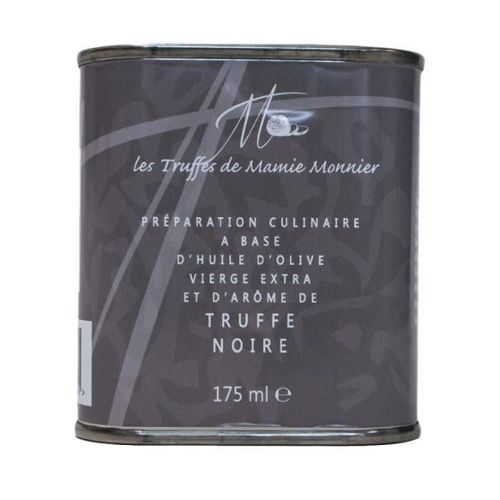 M
les Truffes de Mamie Monnier
PRÉPARATION CULINAIRE
A BASE
D'HUILE D'OLIVE
VIERGE EXTRA
ET D'ARÔME DE
TRUFFE
NOIRE
175 ml e